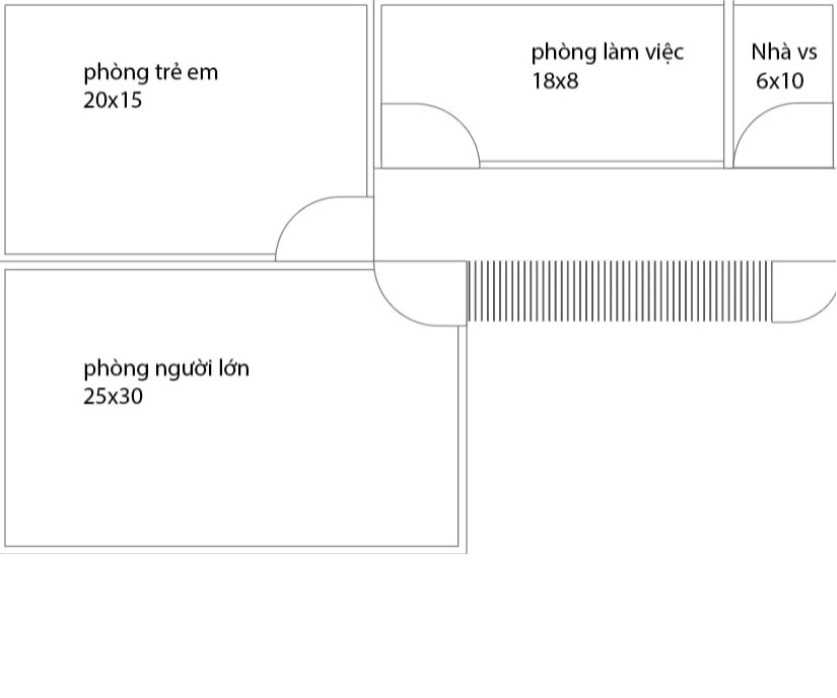 phòng trẻ em
20x15
phòng làm việc
18x8
Nhà vs
6x10
phòng người lớn
25x30